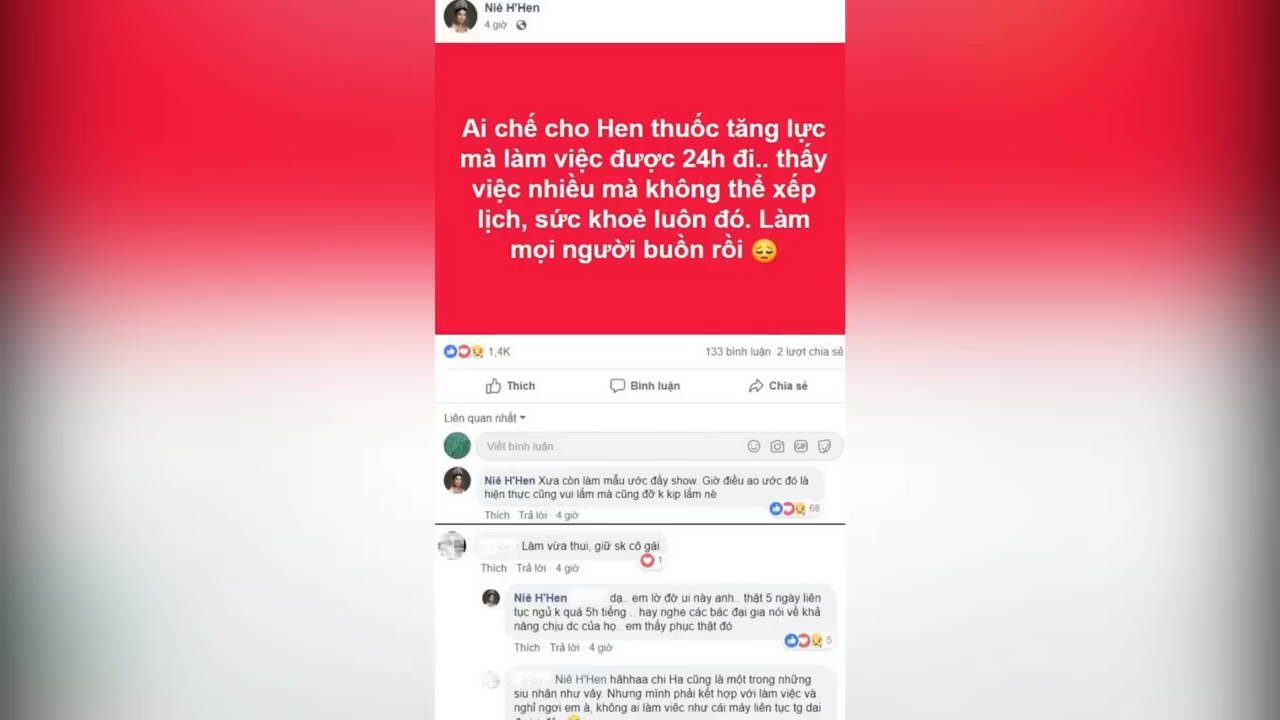 Niê H'Hen
4 giờ
Ai chế cho Hen thuốc tăng lực
mà làm việc được 24h đi.. thấy
việc nhiều mà không thể xếp
lịch, sức khoẻ luôn đó. Làm
mọi người buồn rồi 😔
1,4K
133 bình luận 2 lượt chia sẻ
Thích Bình luận Chia sẻ
Liên quan nhất
Viết bình luận...
GIF
Niê H'Hen Xưa còn làm mẫu ước đầy show. Giờ điều ao ước đó là
hiện thực cũng vui lắm mà cũng đỡ k kịp lắm nè
68
Thích Trả lời 4 giờ
Làm vừa thui, giữ sk cô gái
1
Thích Trả lời 4 giờ
Niê H'Hen dạ.. em lờ đờ ui này anh.. thật 5 ngày liên
tục ngủ k quá 5h tiếng .. hay nghe các bác đại gia nói về khả
năng chịu dc của họ.. em thấy phục thật đó
5
Thích Trả lời 4 giờ
Niê H'Hen hâhhaa chi Ha cũng là một trong những
siu nhân như vây. Nhưng mình phải kết hợp với làm việc và
nghỉ ngơi em à, không ai làm viêc như cái máy liên tục tg dai